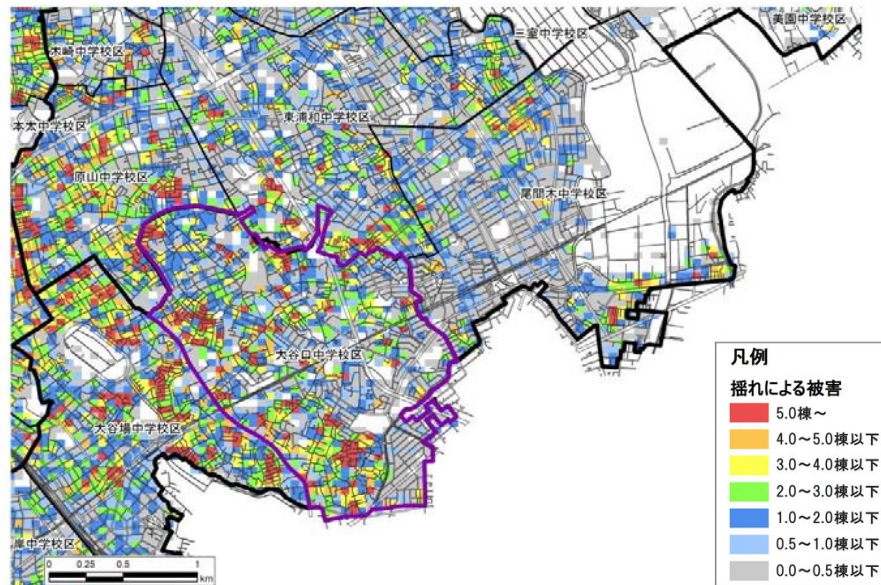 美園中学校区
三室中学校区
木崎中学校区
東浦和中学校区
本太中学校区
原山中学校区
尾間木中学校区
大谷口中学校区
大谷場中学校区
岸中学校区
0 0.25 0.5 1
km
凡例
揺れによる被害
5.0棟～
4.0～5.0棟以下
3.0～4.0棟以下
2.0～3.0棟以下
1.0～2.0棟以下
0.5～1.0棟以下
0.0～0.5棟以下